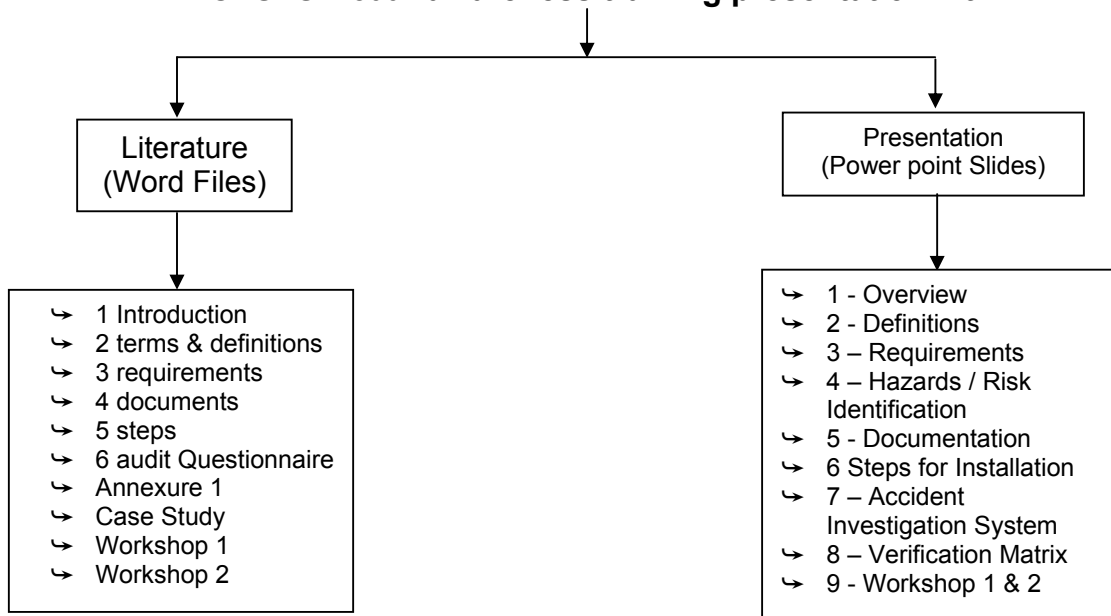 Literature
(Word Files)
Presentation
(Power point Slides)
↪ 1 Introduction
↪ 2 terms & definitions
↪ 3 requirements
↪ 4 documents
↪ 5 steps
↪ 6 audit Questionnaire
↪ Annexure 1
↪ Case Study
↪ Workshop 1
↪ Workshop 2
↪ 1 - Overview
↪ 2 - Definitions
↪ 3 – Requirements
↪ 4 – Hazards / Risk
Identification
↪ 5 - Documentation
↪ 6 Steps for Installation
↪ 7 – Accident
Investigation System
↪ 8 – Verification Matrix
↪ 9 - Workshop 1 & 2